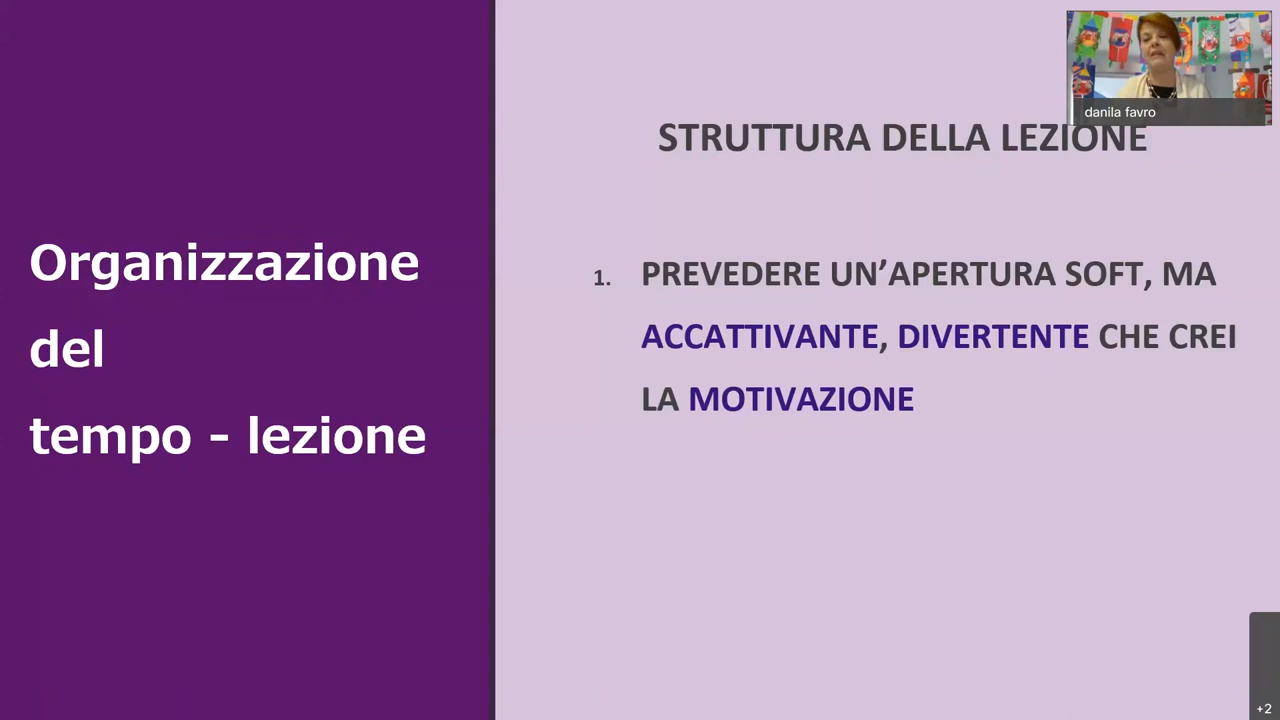 Organizzazione
del
tempo - lezione
danila favro
STRUTTURA DELLA LEZIONE
1. PREVEDERE UN’APERTURA SOFT, MA
ACCATTIVANTE, DIVERTENTE CHE CREI
LA MOTIVAZIONE
+2